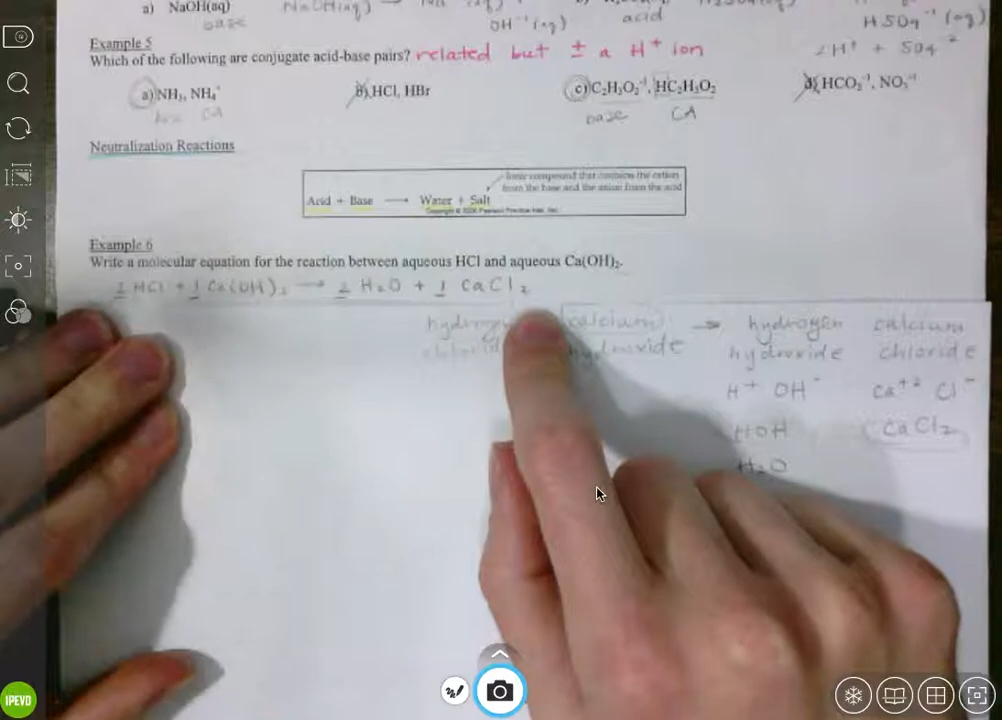 a) NaOH(aq) NaOH(aq)
OH⁻¹(aq)
base acid HSO₄⁻¹ (aq)
Example 5
2H⁺ + SO₄⁻²
Which of the following are conjugate acid-base pairs? related but ± a H⁺ ion
a) NH₃, NH₄⁺ b) HCl, HBr c) C₂H₃O₂⁻¹, HC₂H₃O₂ d) HCO₃⁻¹, NO₃⁻¹
base CA base CA
Neutralization Reactions
Ionic compound that contains the cation
from the base and the anion from the acid
Acid + Base → Water + Salt
Example 6
Write a molecular equation for the reaction between aqueous HCl and aqueous Ca(OH)₂.
2 HCl + 1 Ca(OH)₂ → 2 H₂O + 1 CaCl₂
calcium → hydrogen calcium
hydroxide hydroxide chloride
H⁺ OH⁻ Ca⁺² Cl⁻
HOH CaCl₂
H₂O
IPEVO